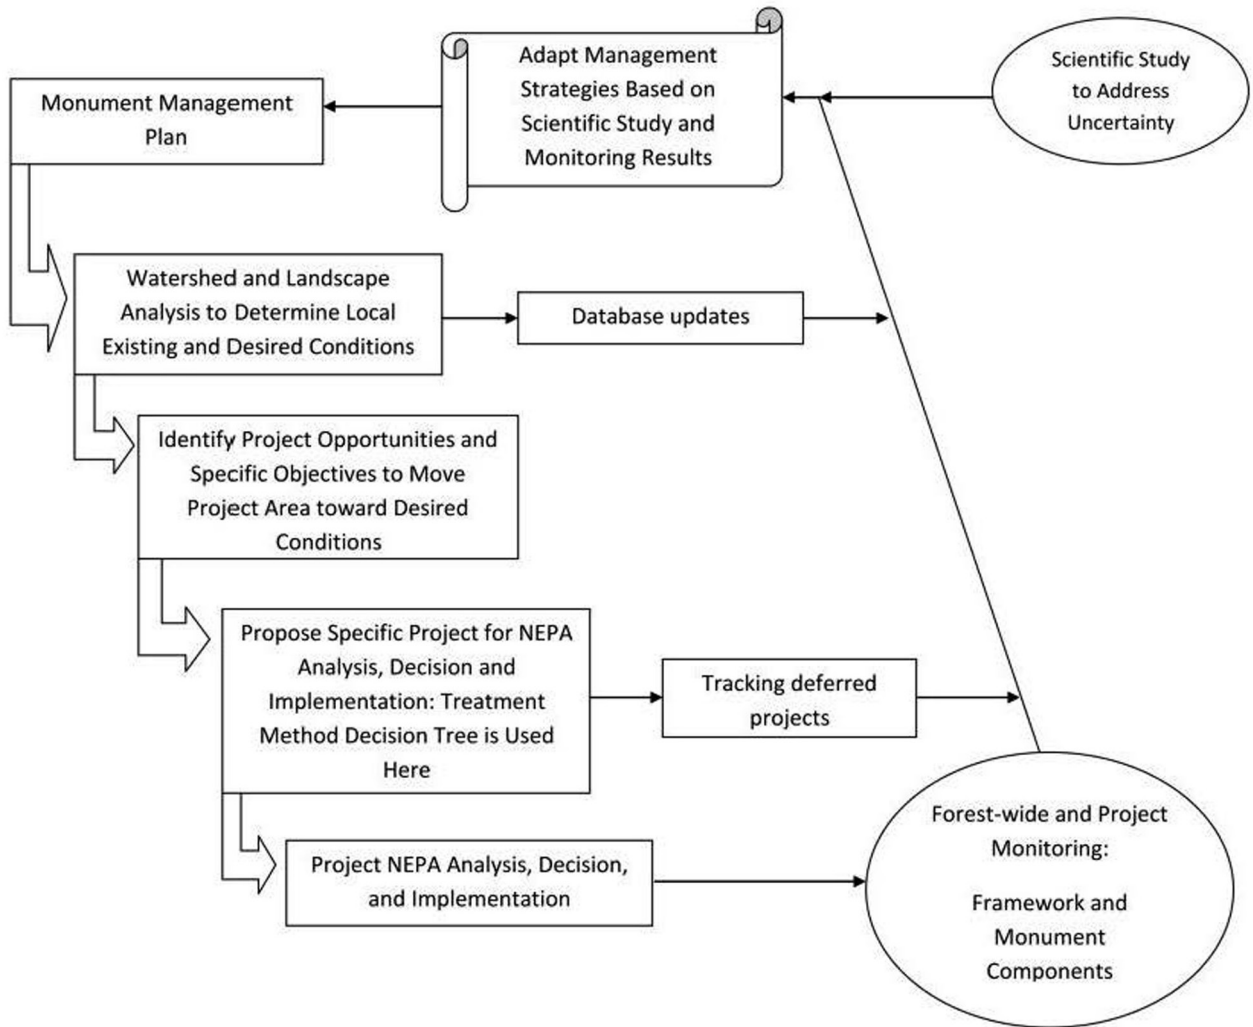 Monument Management
Plan
Adapt Management
Strategies Based on
Scientific Study and
Monitoring Results
Scientific Study
to Address
Uncertainty
Watershed and Landscape
Analysis to Determine Local
Existing and Desired Conditions
Database updates
Identify Project Opportunities and
Specific Objectives to Move
Project Area toward Desired
Conditions
Propose Specific Project for NEPA
Analysis, Decision and
Implementation: Treatment
Method Decision Tree is Used
Here
Tracking deferred
projects
Project NEPA Analysis, Decision,
and Implementation
Forest-wide and Project
Monitoring:
Framework and
Monument
Components